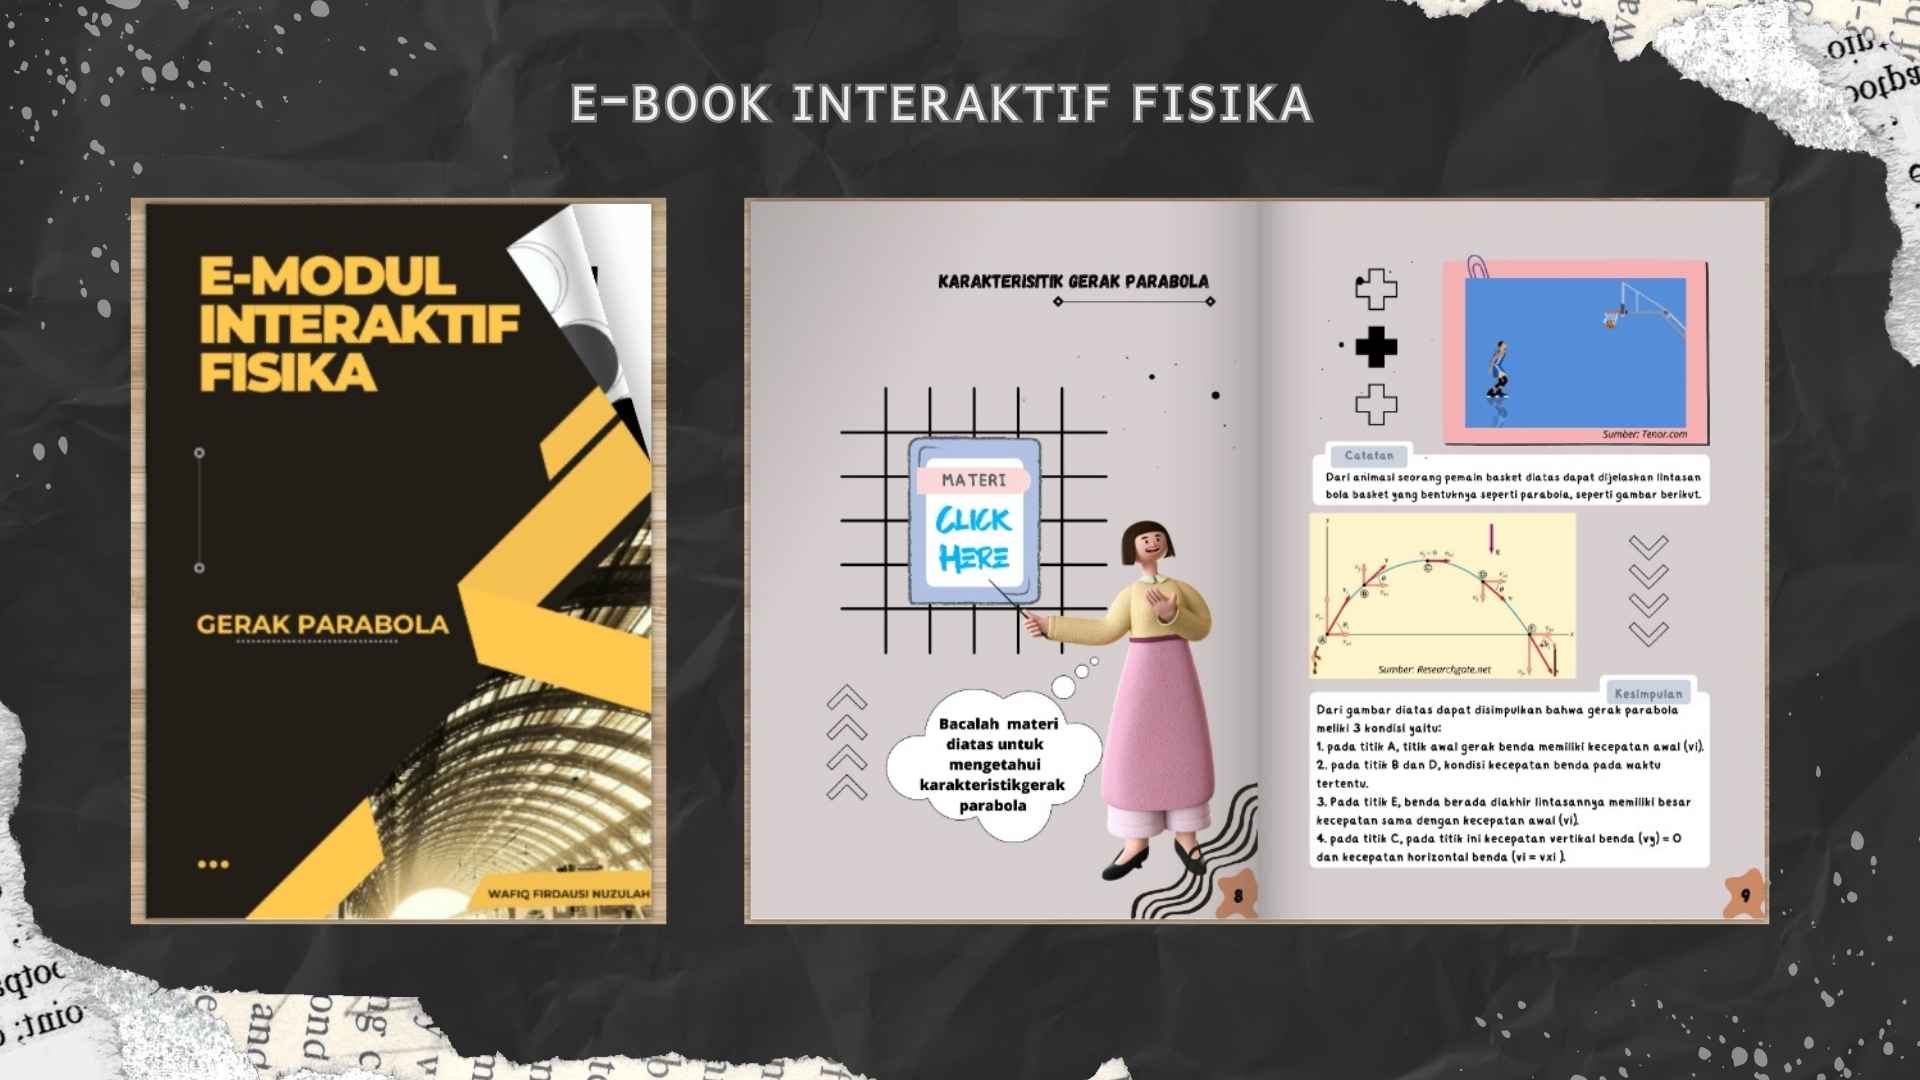 E-BOOK INTERAKTIF FISIKA
E-MODUL
INTERAKTIF
FISIKA
GERAK PARABOLA
WAFIQ FIRDAUSI NUZULAH
KARAKTERISITIK GERAK PARABOLA
MATERI
CLICK
HERE
Bacalah materi
diatas untuk
mengetahui
karakteristikgerak
parabola
8
Sumber: Tenor.com
Catatan
Dari animasi seorang pemain basket diatas dapat dijelaskan lintasan
bola basket yang bentuknya seperti parabola, seperti gambar berikut.
A
B
C
D
E
Sumber: Researchgate.net
Kesimpulan
Dari gambar diatas dapat disimpulkan bahwa gerak parabola
meliki 3 kondisi yaitu:
1. pada titik A, titik awal gerak benda memiliki kecepatan awal (vi).
2. pada titik B dan D, kondisi kecepatan benda pada waktu
tertentu.
3. Pada titik E, benda berada diakhir lintasannya memiliki besar
kecepatan sama dengan kecepatan awal (vi).
4. pada titik C, pada titik ini kecepatan vertikal benda (vy) = 0
dan kecepatan horizontal benda (vi = vxi ).
9